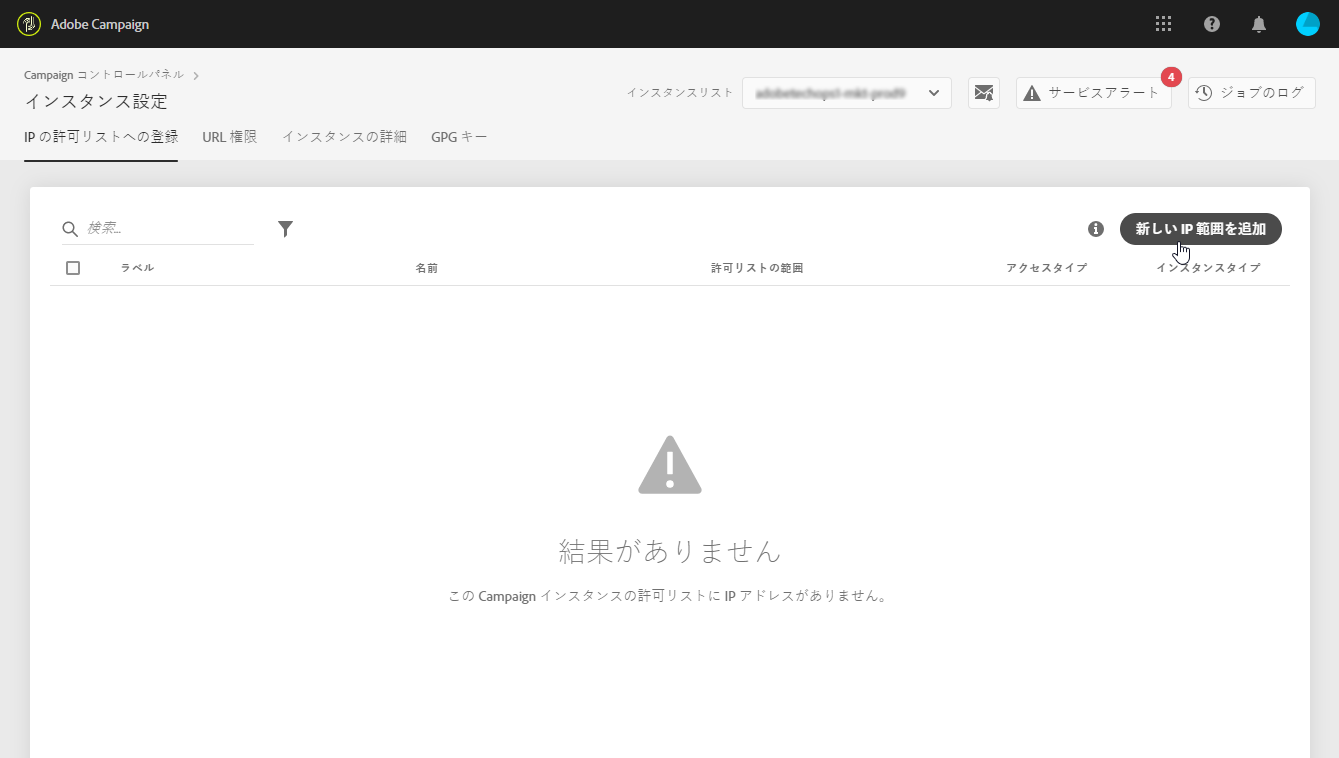 Adobe Campaign
Campaign コントロールパネル
インスタンス設定
インスタンスリスト
サービスアラート
4
ジョブのログ
IP の許可リストへの登録
URL 権限
インスタンスの詳細
GPG キー
検索...
新しい IP 範囲を追加
ラベル
名前
許可リストの範囲
アクセスタイプ
インスタンスタイプ
結果がありません
この Campaign インスタンスの許可リストに IP アドレスがありません。